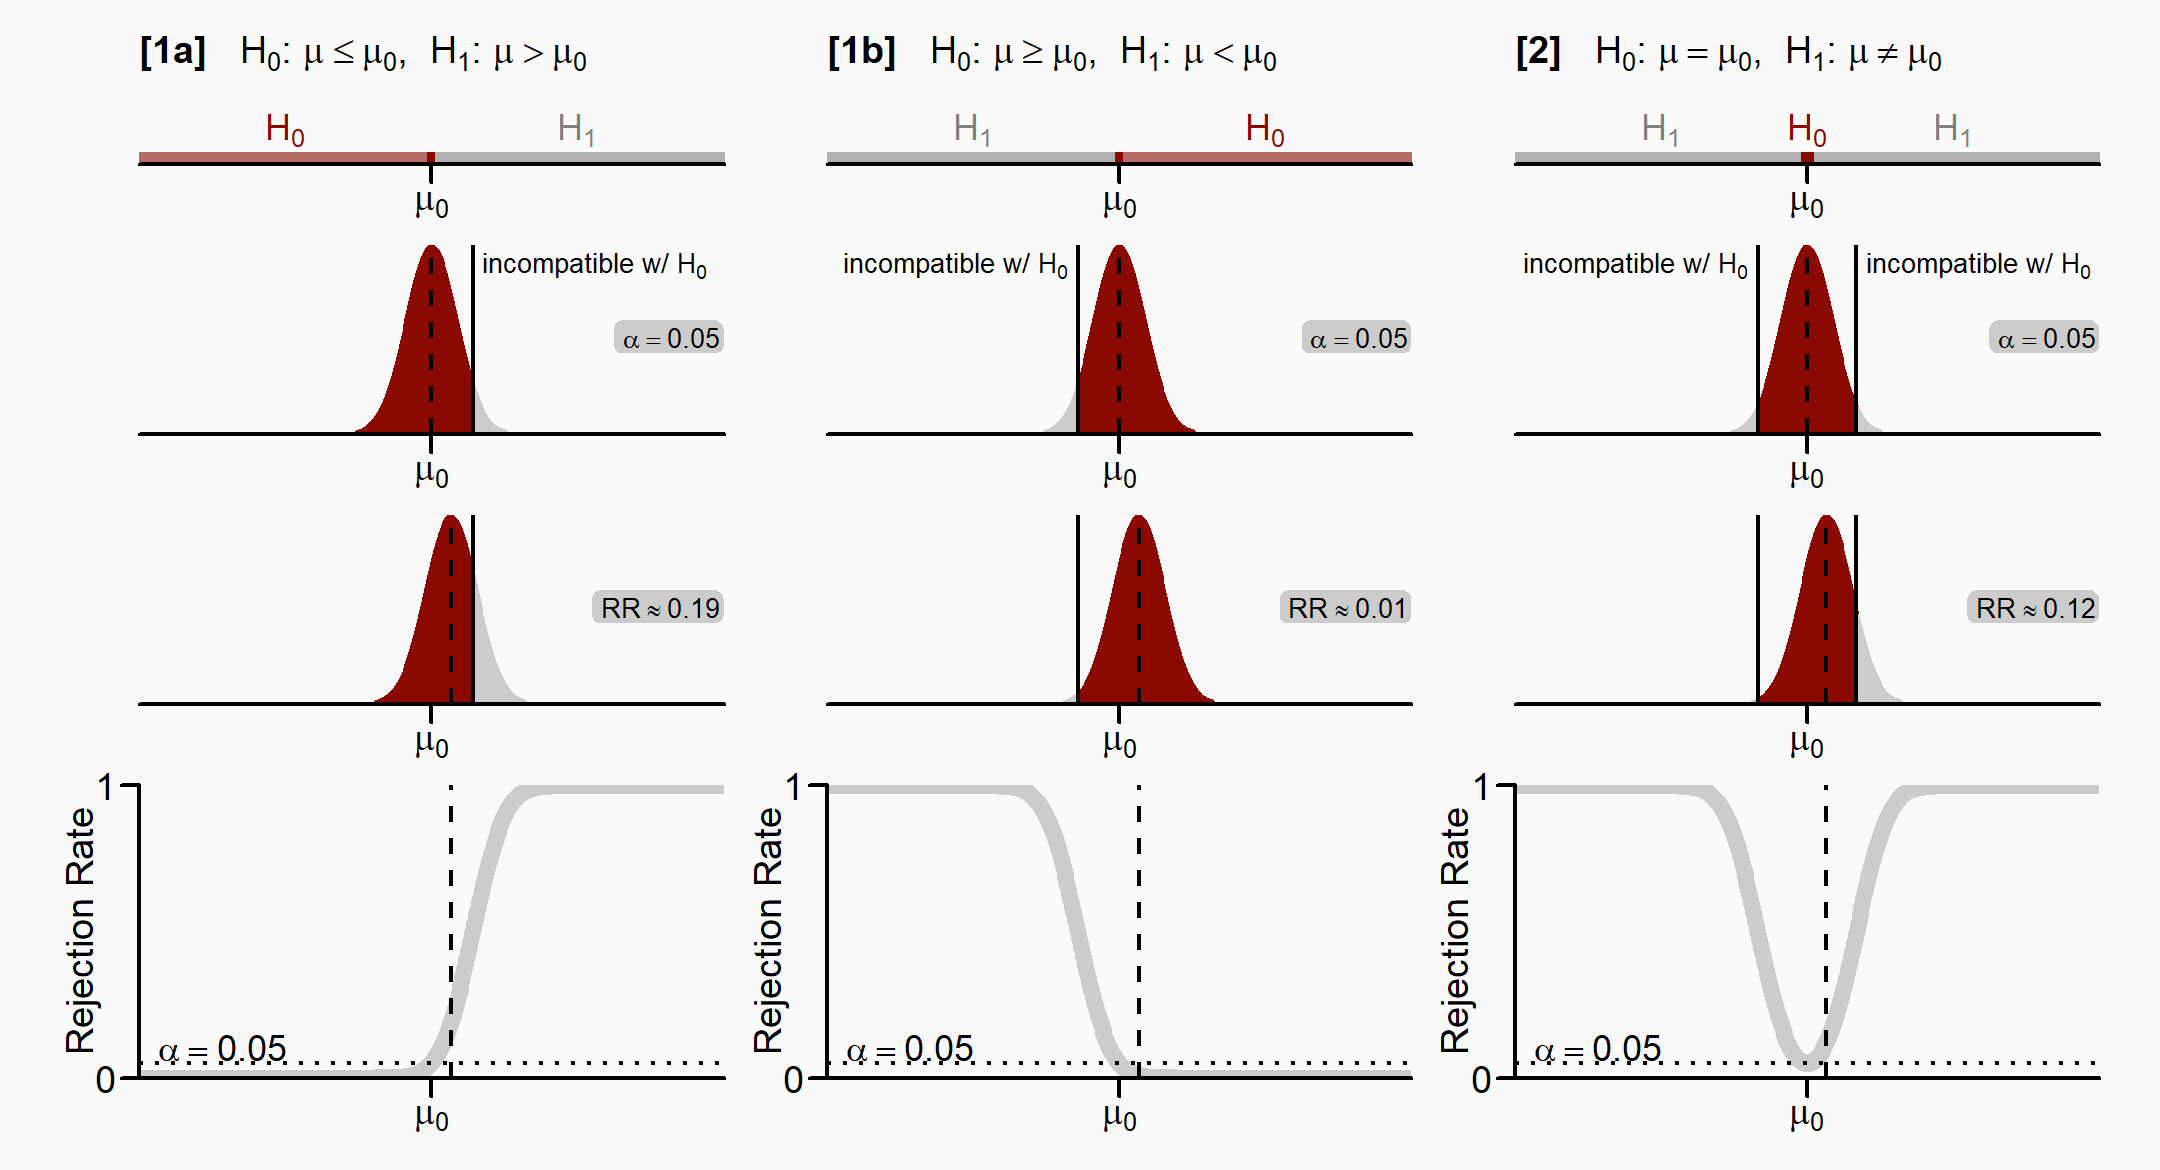 [1a] H₀: μ ≤ μ₀, H₁: μ > μ₀
H₀ H₁
μ₀
incompatible w/ H₀
α = 0.05
μ₀
RR ≈ 0.19
μ₀
1
Rejection Rate
α = 0.05
0
μ₀
[1b] H₀: μ ≥ μ₀, H₁: μ < μ₀
H₁ H₀
μ₀
incompatible w/ H₀
α = 0.05
μ₀
RR ≈ 0.01
μ₀
1
Rejection Rate
α = 0.05
0
μ₀
[2] H₀: μ = μ₀, H₁: μ ≠ μ₀
H₁ H₀ H₁
μ₀
incompatible w/ H₀ incompatible w/ H₀
α = 0.05
μ₀
RR ≈ 0.12
μ₀
1
Rejection Rate
α = 0.05
0
μ₀